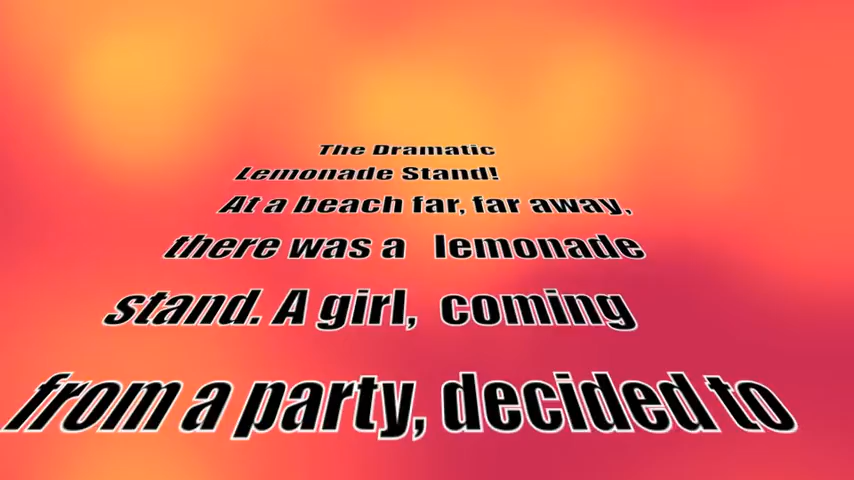 The Dramatic
Lemonade Stand!
At a beach far, far away,
there was a lemonade
stand. A girl, coming
from a party, decided to